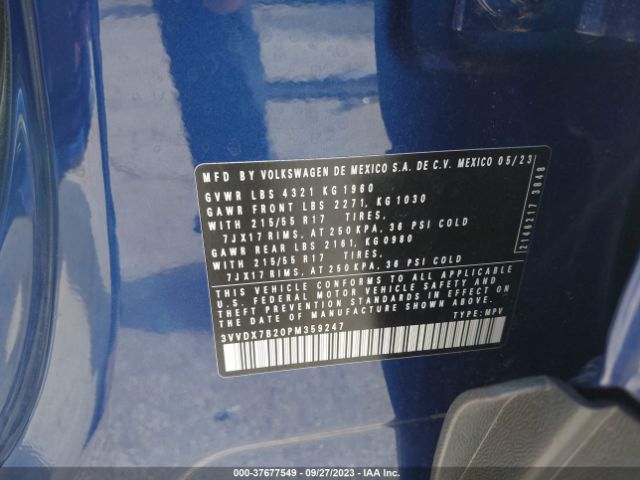 MFD BY VOLKSWAGEN DE MEXICO S.A. DE C.V. MEXICO 05/23
GVWR LBS 4321 KG 1960
GAWR FRONT LBS 2271, KG 1030
WITH 215/55 R17 TIRES,
7JX17 RIMS, AT 250 KPA, 36 PSI COLD
GAWR REAR LBS 2161, KG 0980
WITH 215/55 R17 TIRES,
7JX17 RIMS, AT 250 KPA, 36 PSI COLD
THIS VEHICLE CONFORMS TO ALL APPLICABLE
U.S. FEDERAL MOTOR VEHICLE SAFETY AND
THEFT PREVENTION STANDARDS IN EFFECT
ON THE DATE OF MANUFACTURE SHOWN ABOVE.
3VVDX7B20PM359247 TYPE: MPV
2146217 3848
000-37677549 - 09/27/2023 - IAA Inc.